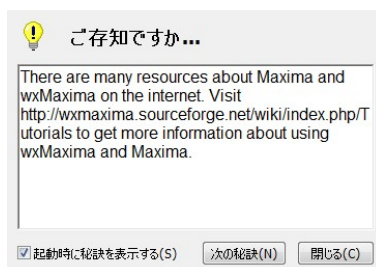 ご存知ですか...
There are many resources about Maxima and
wxMaxima on the internet. Visit
http://wxmaxima.sourceforge.net/wiki/index.php/T
utorials to get more information about using
wxMaxima and Maxima.
起動時に秘訣を表示する(S) 次の秘訣(N) 閉じる(C)